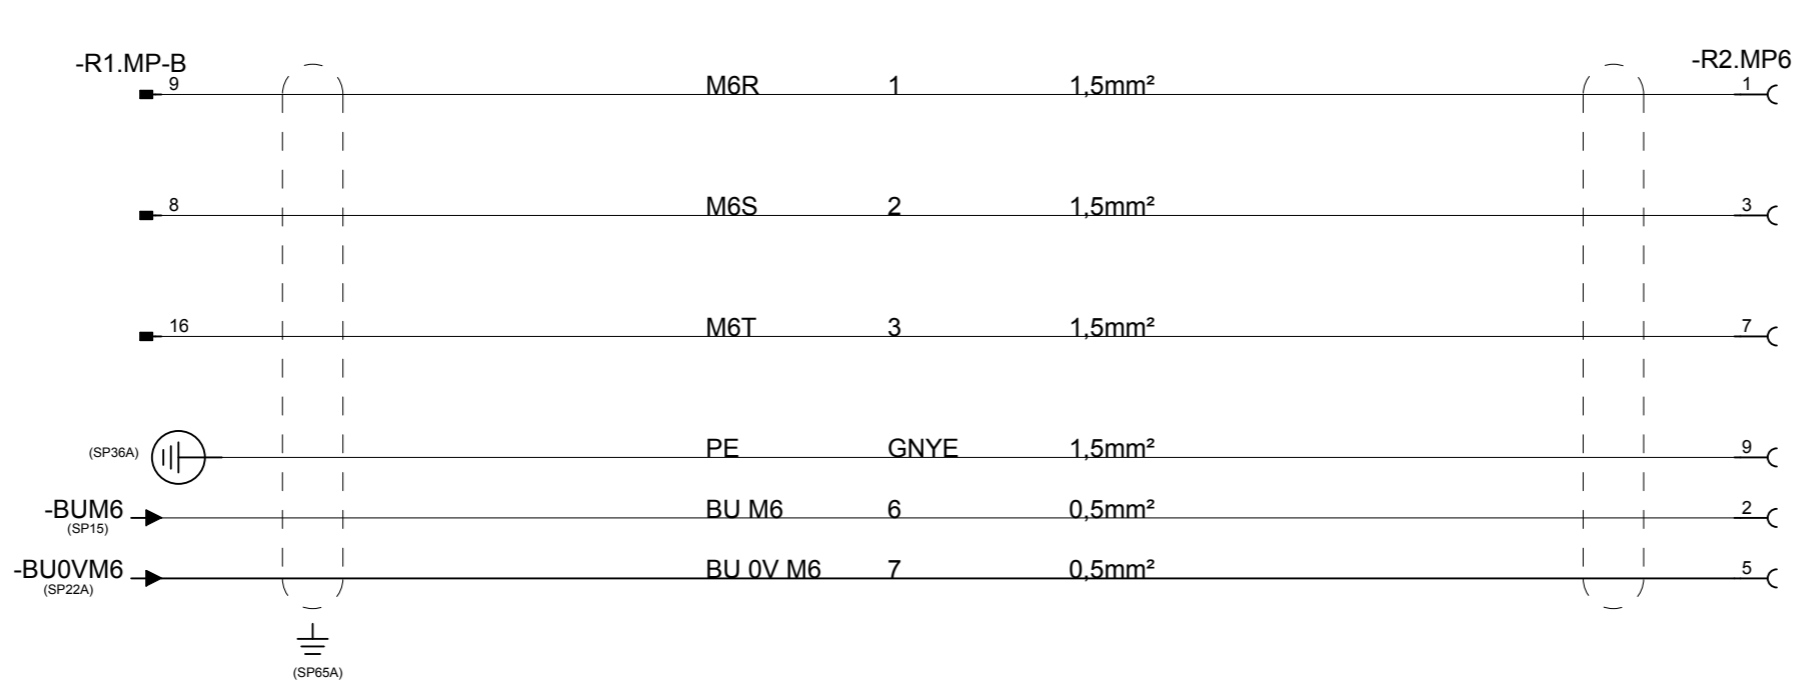 -R1.MP-B -R2.MP6
9 M6R 1 1,5mm² 1
8 M6S 2 1,5mm² 3
16 M6T 3 1,5mm² 7
(SP36A) PE GNYE 1,5mm² 9
-BUM6 BU M6 6 0,5mm² 2
(SP15)
-BU0VM6 BU 0V M6 7 0,5mm² 5
(SP22A)
(SP65A)